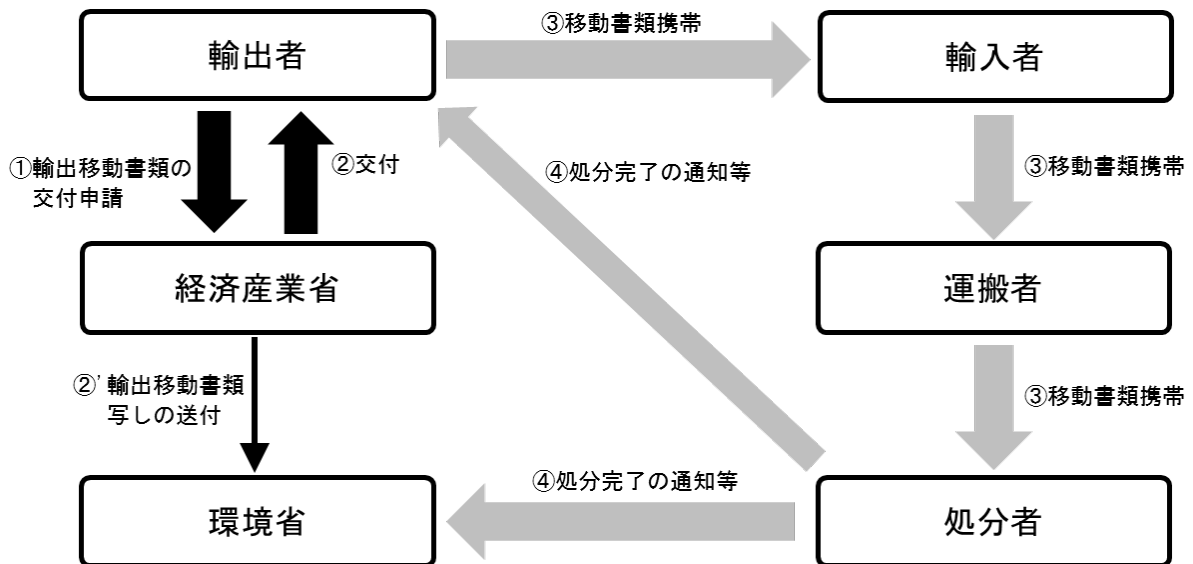 ③移動書類携帯
輸出者
輸入者
①輸出移動書類の
交付申請
②交付
④処分完了の通知等
③移動書類携帯
経済産業省
運搬者
②'輸出移動書類
写しの送付
③移動書類携帯
④処分完了の通知等
環境省
処分者